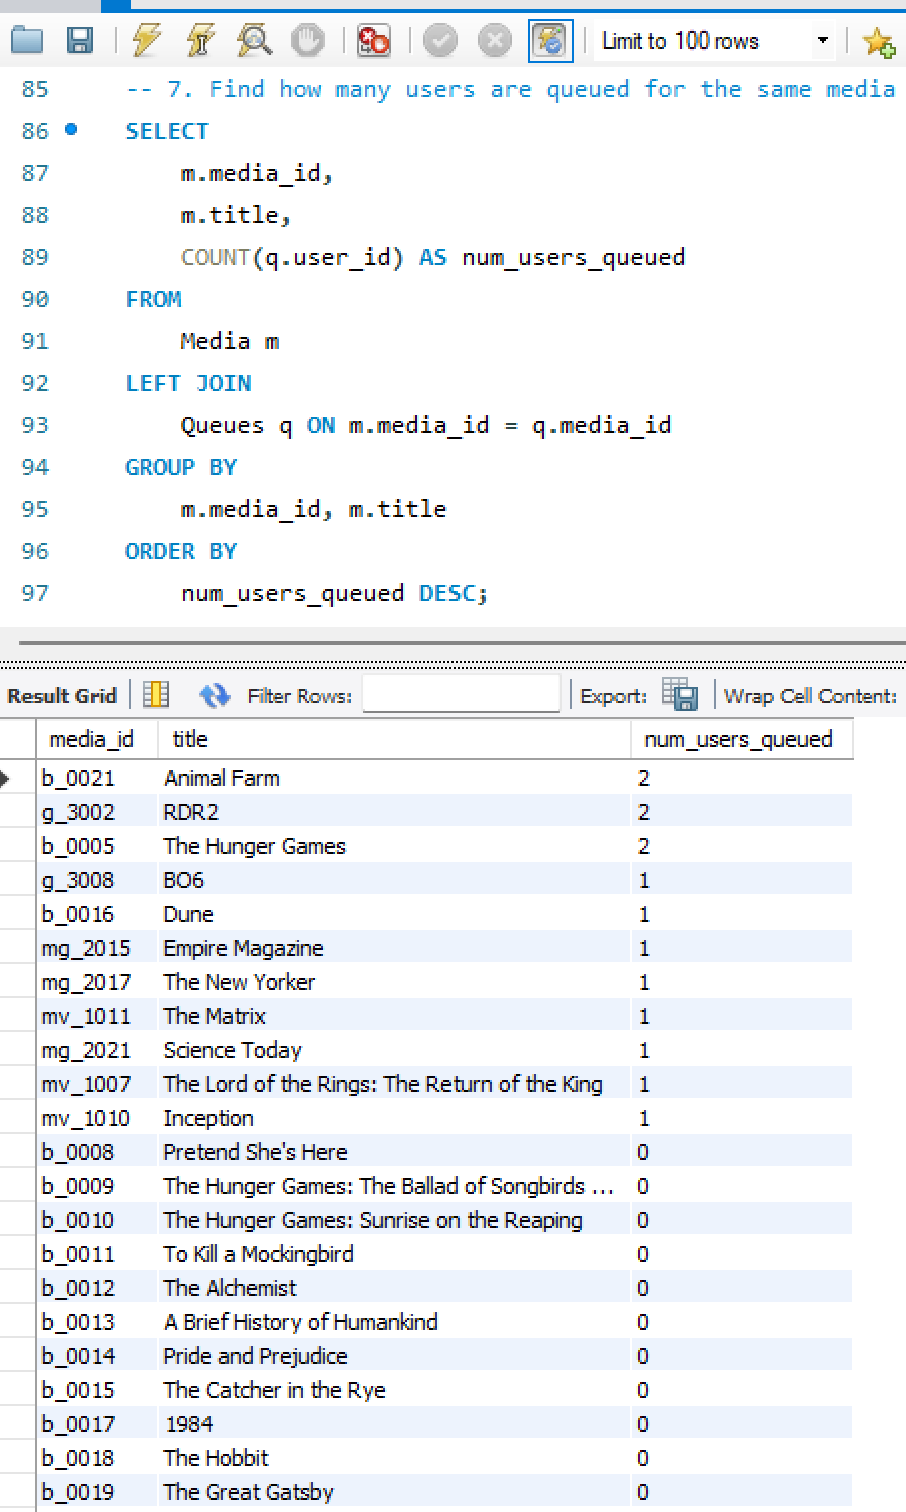 Limit to 100 rows
85 -- 7. Find how many users are queued for the same media
86 SELECT
87 m.media_id,
88 m.title,
89 COUNT(q.user_id) AS num_users_queued
90 FROM
91 Media m
92 LEFT JOIN
93 Queues q ON m.media_id = q.media_id
94 GROUP BY
95 m.media_id, m.title
96 ORDER BY
97 num_users_queued DESC;
Result Grid Filter Rows: Export: Wrap Cell Content:
media_id title num_users_queued
b_0021 Animal Farm 2
g_3002 RDR2 2
b_0005 The Hunger Games 2
g_3008 BO6 1
b_0016 Dune 1
mg_2015 Empire Magazine 1
mg_2017 The New Yorker 1
mv_1011 The Matrix 1
mg_2021 Science Today 1
mv_1007 The Lord of the Rings: The Return of the King 1
mv_1010 Inception 1
b_0008 Pretend She's Here 0
b_0009 The Hunger Games: The Ballad of Songbirds ... 0
b_0010 The Hunger Games: Sunrise on the Reaping 0
b_0011 To Kill a Mockingbird 0
b_0012 The Alchemist 0
b_0013 A Brief History of Humankind 0
b_0014 Pride and Prejudice 0
b_0015 The Catcher in the Rye 0
b_0017 1984 0
b_0018 The Hobbit 0
b_0019 The Great Gatsby 0